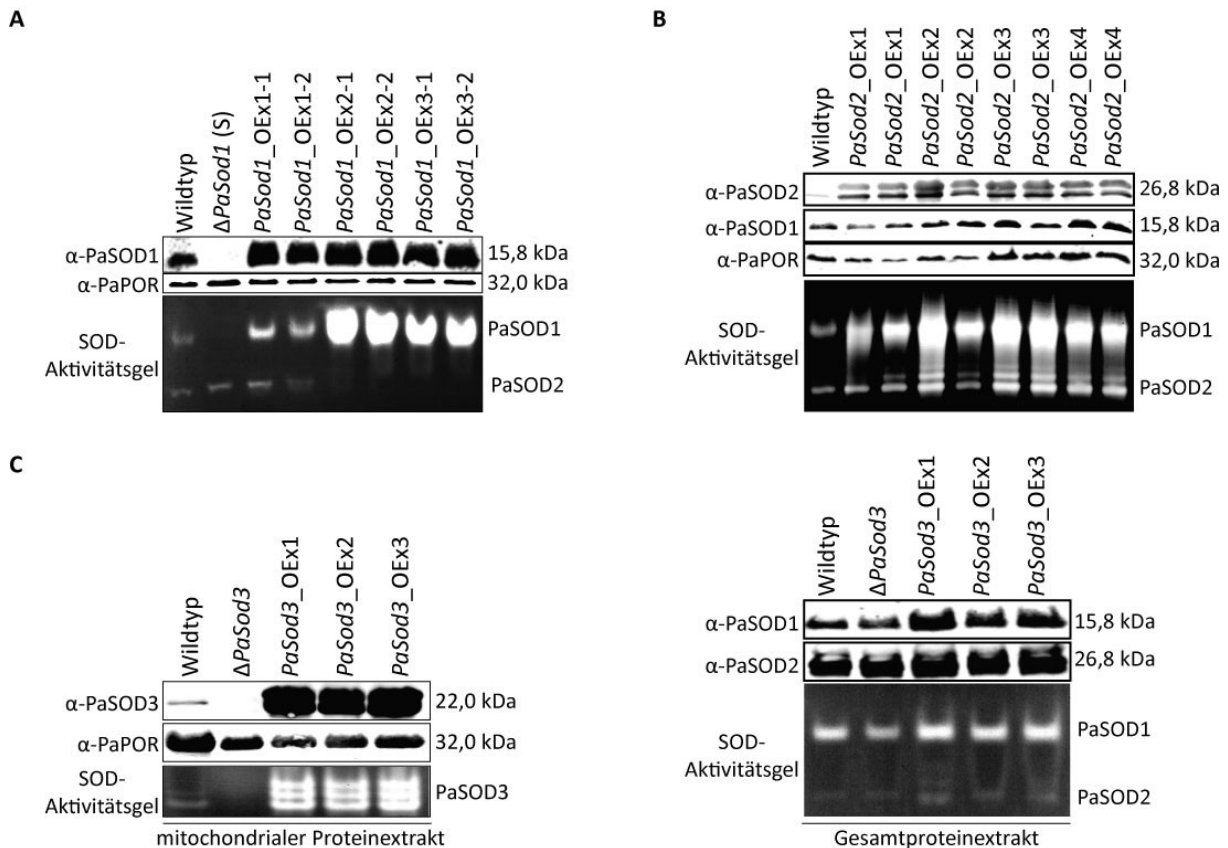 A
Wildtyp
ΔPaSod1 (S)
PaSod1_OEx1-1
PaSod1_OEx1-2
PaSod1_OEx2-1
PaSod1_OEx2-2
PaSod1_OEx3-1
PaSod1_OEx3-2
α-PaSOD1 15,8 kDa
α-PaPOR 32,0 kDa
SOD-
Aktivitätsgel
PaSOD1
PaSOD2
B
Wildtyp
PaSod2_OEx1
PaSod2_OEx1
PaSod2_OEx2
PaSod2_OEx2
PaSod2_OEx3
PaSod2_OEx3
PaSod2_OEx4
PaSod2_OEx4
α-PaSOD2 26,8 kDa
α-PaSOD1 15,8 kDa
α-PaPOR 32,0 kDa
SOD-
Aktivitätsgel
PaSOD1
PaSOD2
C
Wildtyp
ΔPaSod3
PaSod3_OEx1
PaSod3_OEx2
PaSod3_OEx3
α-PaSOD3 22,0 kDa
α-PaPOR 32,0 kDa
SOD-
Aktivitätsgel
PaSOD3
mitochondrialer Proteinextrakt
Wildtyp
ΔPaSod3
PaSod3_OEx1
PaSod3_OEx2
PaSod3_OEx3
α-PaSOD1 15,8 kDa
α-PaSOD2 26,8 kDa
SOD-
Aktivitätsgel
PaSOD1
PaSOD2
Gesamtproteinextrakt